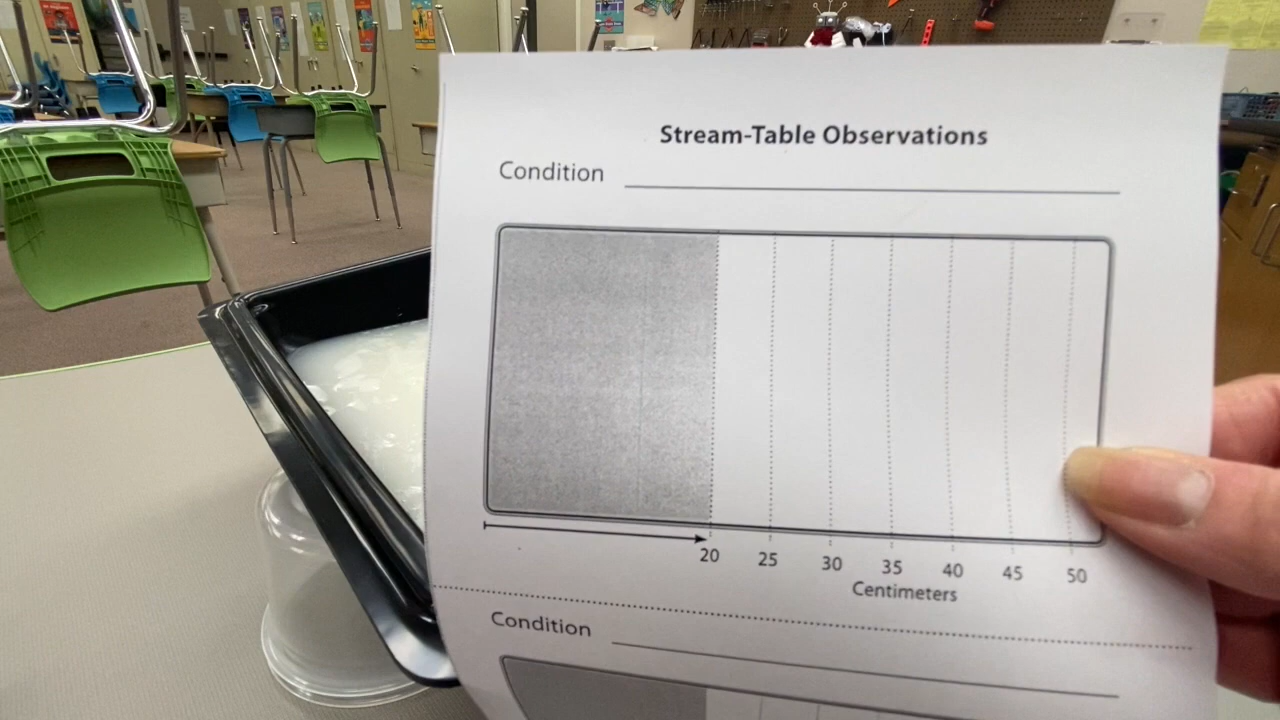 Stream-Table Observations
Condition
20 25 30 35 40 45 50
Centimeters
Condition